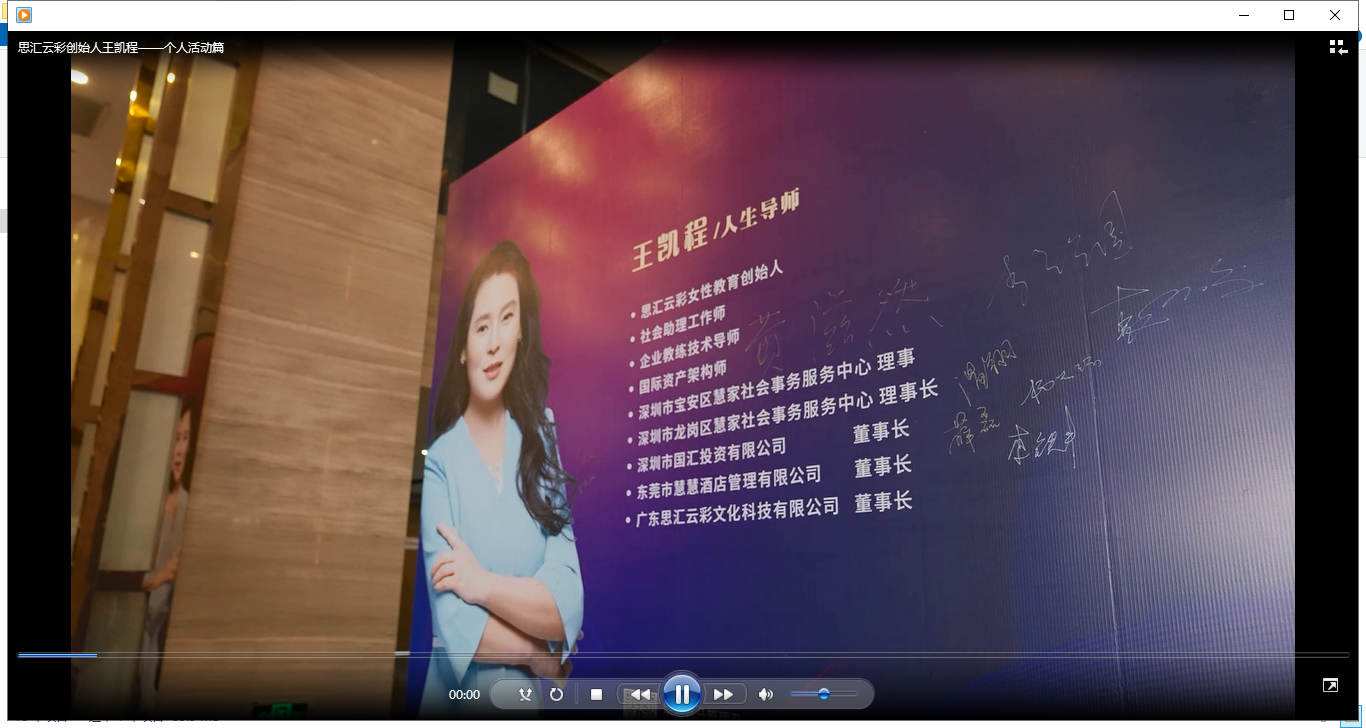 思汇云彩创始人王凯程——个人活动篇
王凯程/人生导师
• 思汇云彩女性教育创始人
• 社会助理工作师
• 企业教练技术导师
• 国际资产架构师
• 深圳市宝安区慧家社会事务服务中心 理事
• 深圳市龙岗区慧家社会事务服务中心 理事长
• 深圳市国汇投资有限公司 董事长
• 东莞市慧慧酒店管理有限公司 董事长
• 广东思汇云彩文化科技有限公司 董事长
00:00